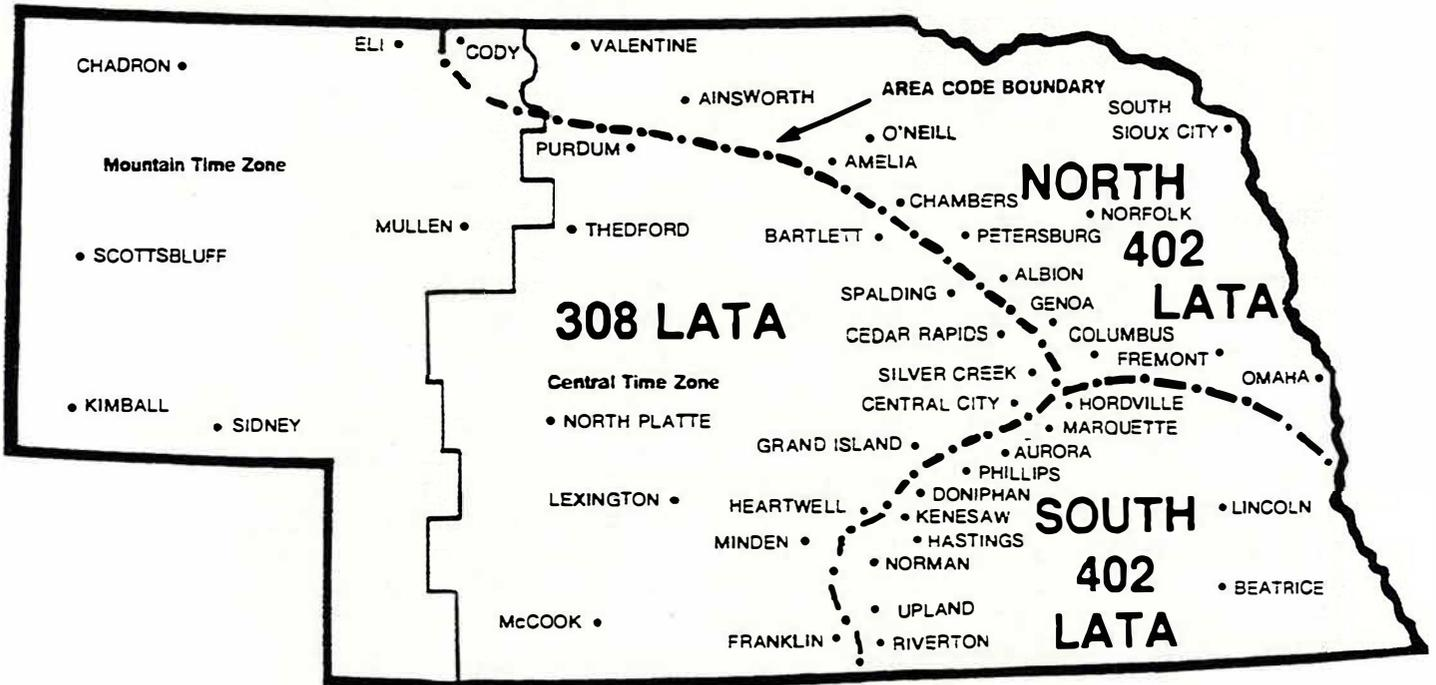 ELI
CODY
VALENTINE
CHADRON
AINSWORTH
AREA CODE BOUNDARY
SOUTH
SIOUX CITY
O'NEILL
PURDUM
AMELIA
Mountain Time Zone
NORTH
402
LATA
CHAMBERS
NORFOLK
MULLEN
THEDFORD
BARTLETT
PETERSBURG
SCOTTSBLUFF
ALBION
SPALDING
GENOA
308 LATA
CEDAR RAPIDS
COLUMBUS
FREMONT
SILVER CREEK
OMAHA
Central Time Zone
KIMBALL
CENTRAL CITY
HORDVILLE
SIDNEY
NORTH PLATTE
MARQUETTE
GRAND ISLAND
AURORA
PHILLIPS
LEXINGTON
HEARTWELL
DONIPHAN
KENESAW
SOUTH
402
LATA
LINCOLN
MINDEN
HASTINGS
NORMAN
BEATRICE
UPLAND
McCOOK
FRANKLIN
RIVERTON